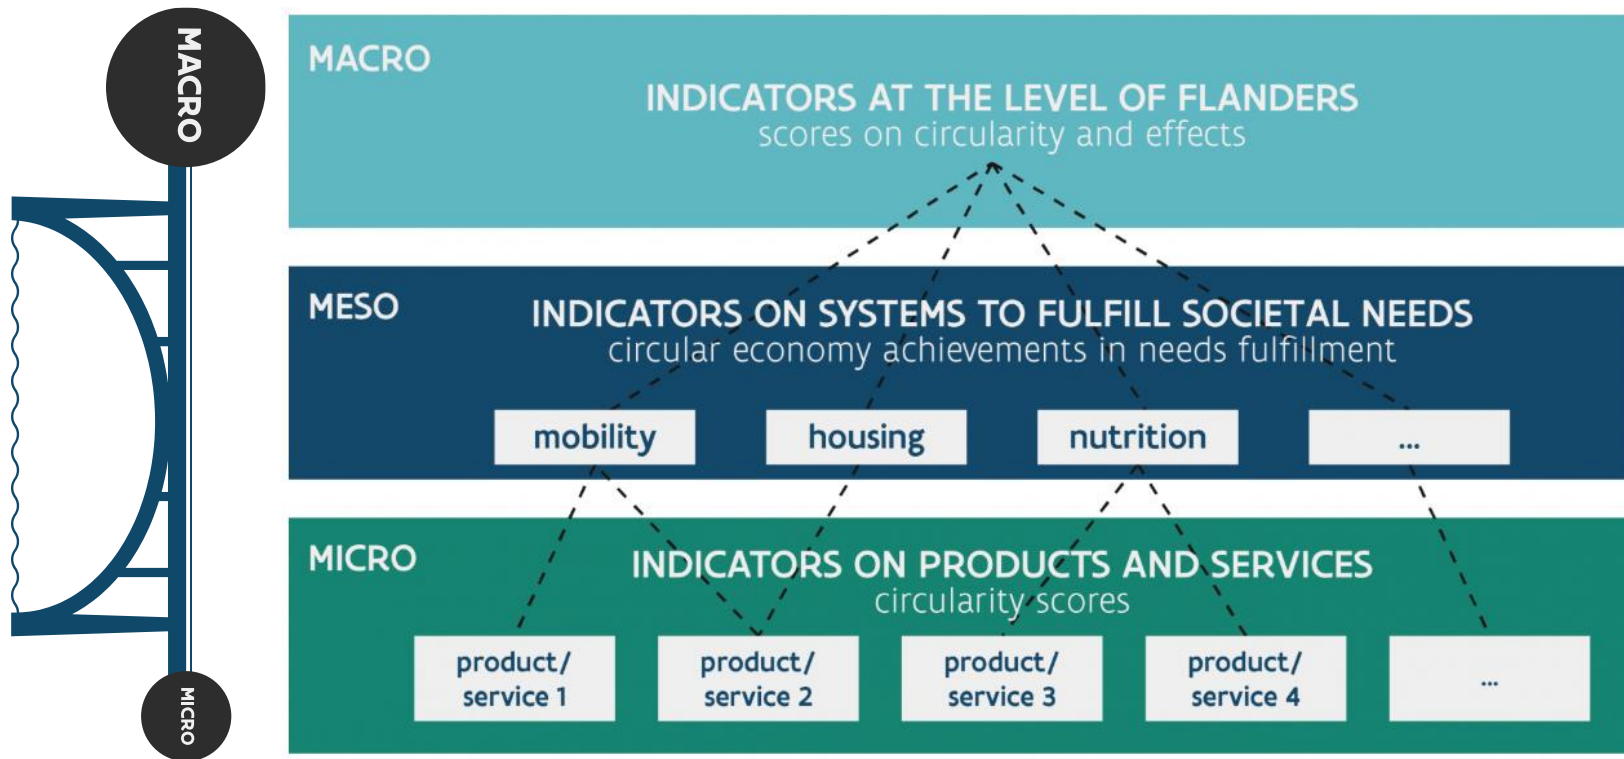 MACRO
MICRO
MACRO
INDICATORS AT THE LEVEL OF FLANDERS
scores on circularity and effects
MESO
INDICATORS ON SYSTEMS TO FULFILL SOCIETAL NEEDS
circular economy achievements in needs fulfillment
mobility
housing
nutrition
...
MICRO
INDICATORS ON PRODUCTS AND SERVICES
circularity scores
product/
service 1
product/
service 2
product/
service 3
product/
service 4
...